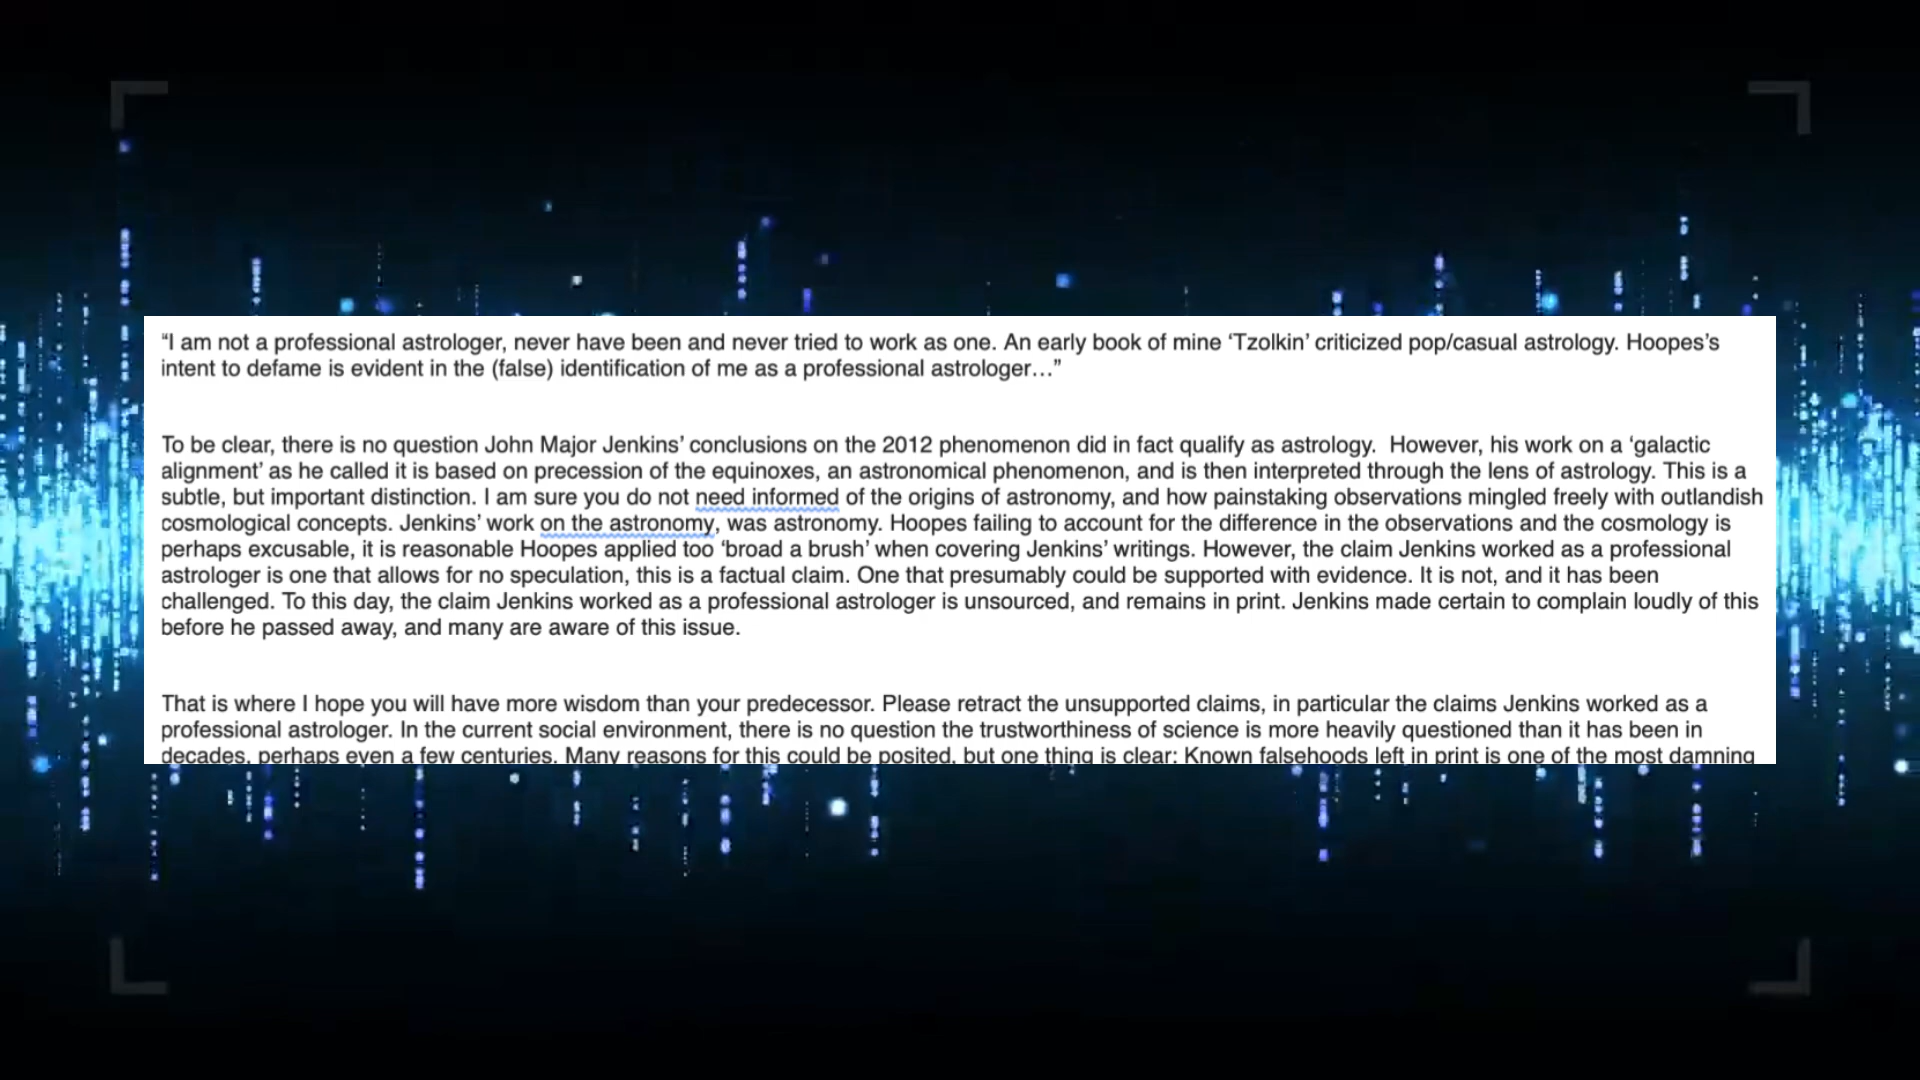 “I am not a professional astrologer, never have been and never tried to work as one. An early book of mine ‘Tzolkin’ criticized pop/casual astrology. Hoopes’s
intent to defame is evident in the (false) identification of me as a professional astrologer…”
To be clear, there is no question John Major Jenkins’ conclusions on the 2012 phenomenon did in fact qualify as astrology.  However, his work on a ‘galactic
alignment’ as he called it is based on precession of the equinoxes, an astronomical phenomenon, and is then interpreted through the lens of astrology. This is a
subtle, but important distinction. I am sure you do not need informed of the origins of astronomy, and how painstaking observations mingled freely with outlandish
cosmological concepts. Jenkins’ work on the astronomy, was astronomy. Hoopes failing to account for the difference in the observations and the cosmology is
perhaps excusable, it is reasonable Hoopes applied too ‘broad a brush’ when covering Jenkins’ writings. However, the claim Jenkins worked as a professional
astrologer is one that allows for no speculation, this is a factual claim. One that presumably could be supported with evidence. It is not, and it has been
challenged. To this day, the claim Jenkins worked as a professional astrologer is unsourced, and remains in print. Jenkins made certain to complain loudly of this
before he passed away, and many are aware of this issue.
That is where I hope you will have more wisdom than your predecessor. Please retract the unsupported claims, in particular the claims Jenkins worked as a
professional astrologer. In the current social environment, there is no question the trustworthiness of science is more heavily questioned than it has been in
decades, perhaps even a few centuries. Many reasons for this could be posited, but one thing is clear: Known falsehoods left in print is one of the most damning